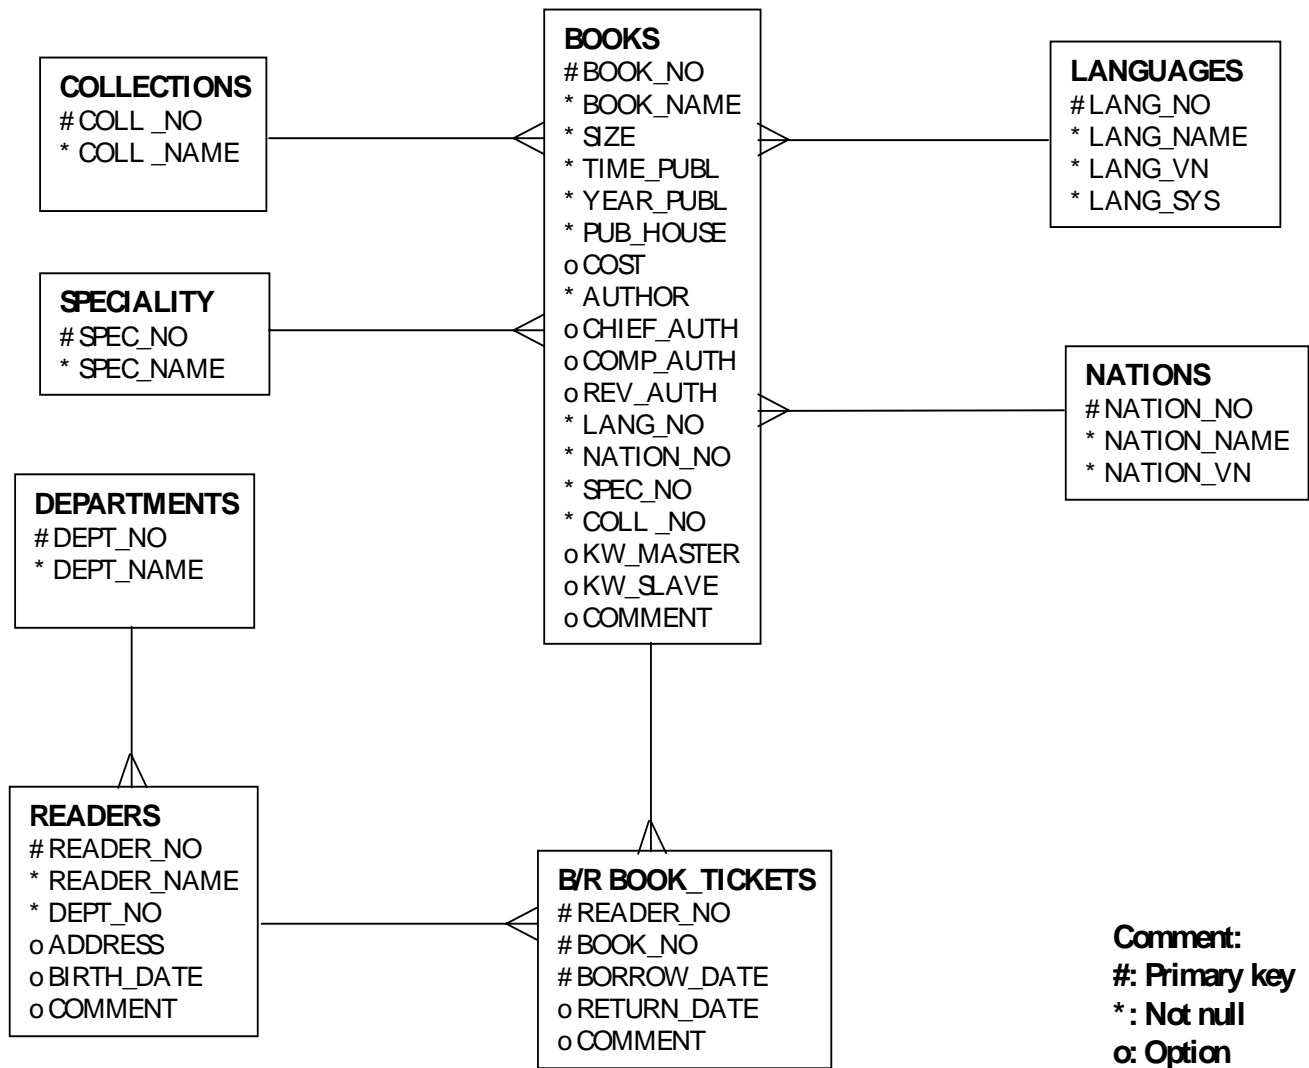 COLLECTIONS
# COLL _NO
* COLL _NAME
SPECIALITY
# SPEC_NO
* SPEC_NAME
DEPARTMENTS
# DEPT_NO
* DEPT_NAME
READERS
# READER_NO
* READER_NAME
* DEPT_NO
o ADDRESS
o BIRTH_DATE
o COMMENT
BOOKS
# BOOK_NO
* BOOK_NAME
* SIZE
* TIME_PUBL
* YEAR_PUBL
* PUB_HOUSE
o COST
* AUTHOR
o CHIEF_AUTH
o COMP_AUTH
o REV_AUTH
* LANG_NO
* NATION_NO
* SPEC_NO
* COLL _NO
o KW_MASTER
o KW_SLAVE
o COMMENT
B/R BOOK_TICKETS
# READER_NO
# BOOK_NO
# BORROW_DATE
o RETURN_DATE
o COMMENT
LANGUAGES
# LANG_NO
* LANG_NAME
* LANG_VN
* LANG_SYS
NATIONS
# NATION_NO
* NATION_NAME
* NATION_VN
Comment:
#: Primary key
* : Not null
o: Option